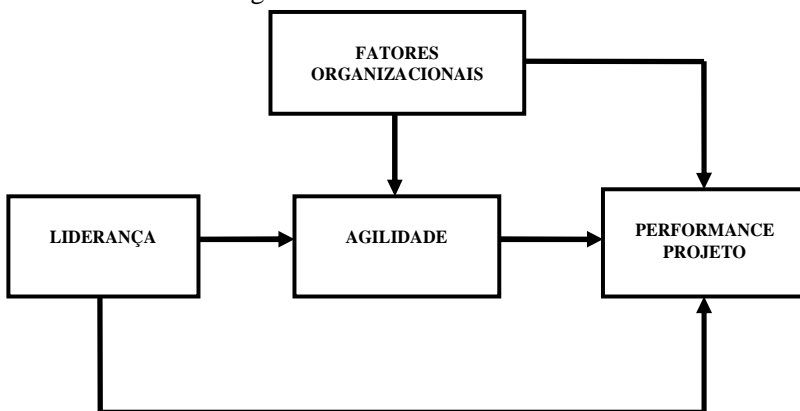 FATORES
ORGANIZACIONAIS
LIDERANÇA
AGILIDADE
PERFORMANCE
PROJETO